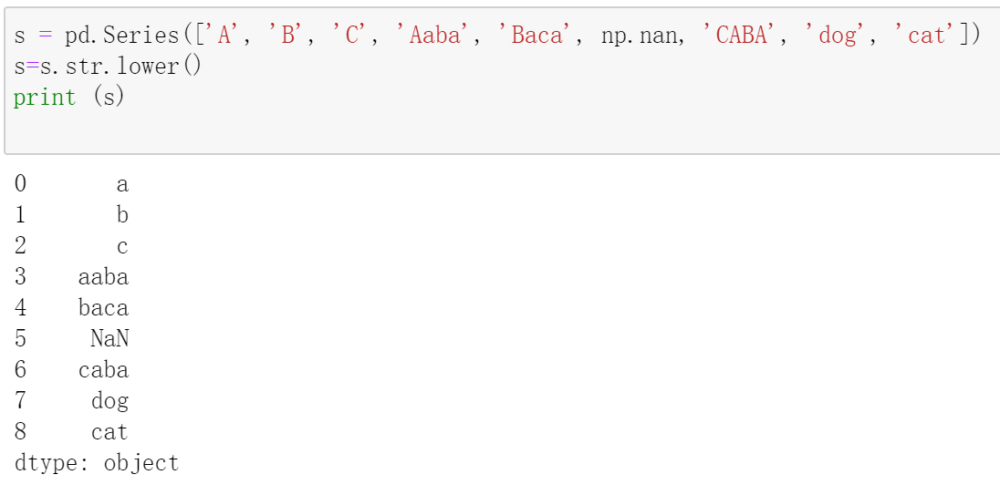 s = pd.Series(['A', 'B', 'C', 'Aaba', 'Baca', np.nan, 'CABA', 'dog', 'cat'])
s=s.str.lower()
print (s)
0       a
1       b
2       c
3    aaba
4    baca
5     NaN
6    caba
7     dog
8     cat
dtype: object